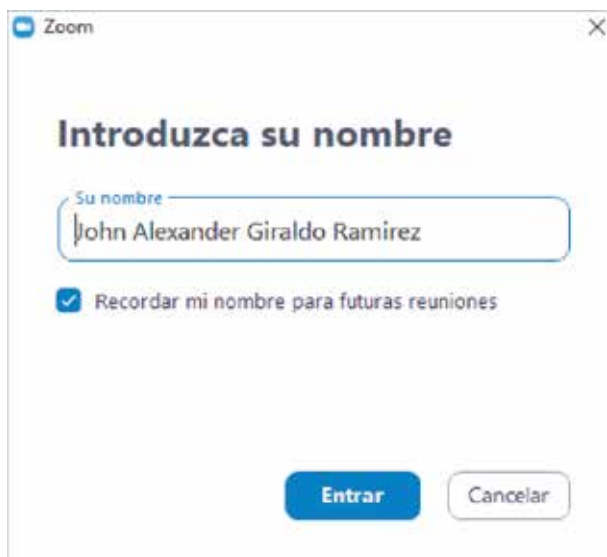 Zoom
Introduzca su nombre
Su nombre
John Alexander Giraldo Ramirez
Recordar mi nombre para futuras reuniones
Entrar
Cancelar